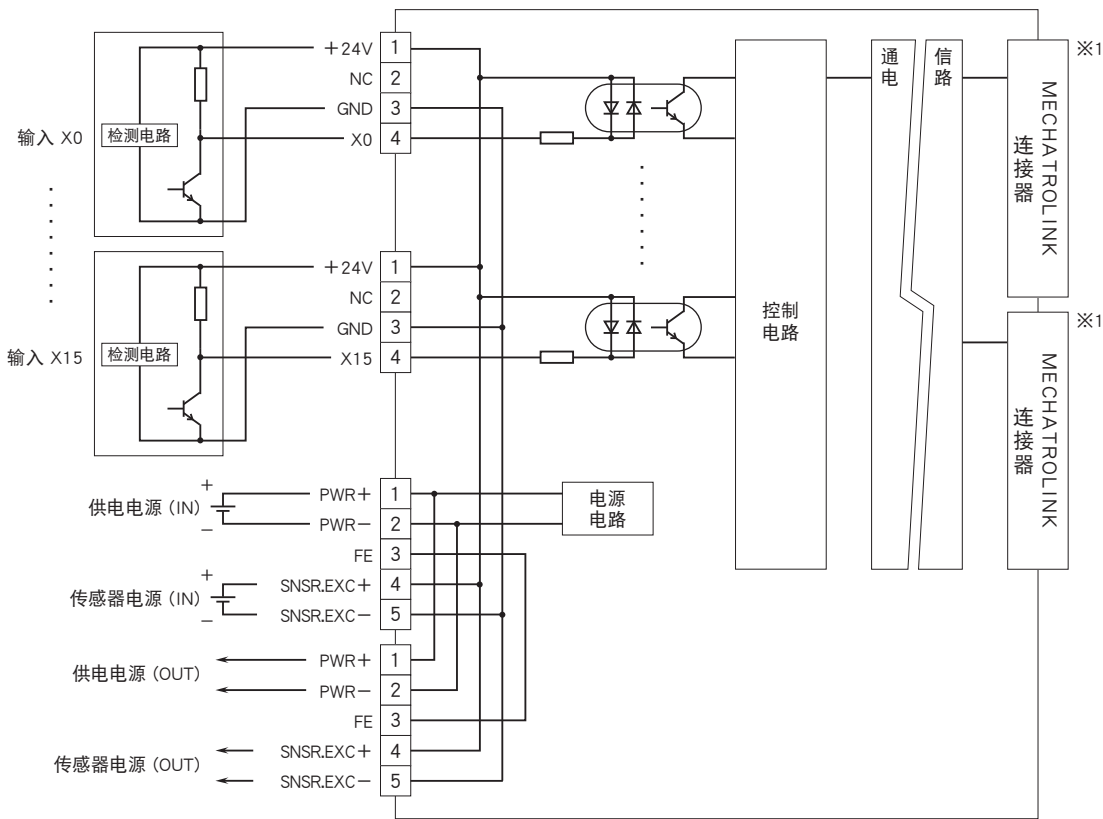 输入 X0
检测电路
+24V 1
NC 2
GND 3
X0 4
输入 X15
检测电路
+24V 1
NC 2
GND 3
X15 4
供电电源 (IN)
+
−
PWR+ 1
PWR− 2
FE 3
传感器电源 (IN)
+
−
SNSR.EXC+ 4
SNSR.EXC− 5
供电电源 (OUT)
PWR+ 1
PWR− 2
FE 3
传感器电源 (OUT)
SNSR.EXC+ 4
SNSR.EXC− 5
电源
电路
控制
电路
通信
电路
MECHATROLINK
连接器
※1
MECHATROLINK
连接器
※1